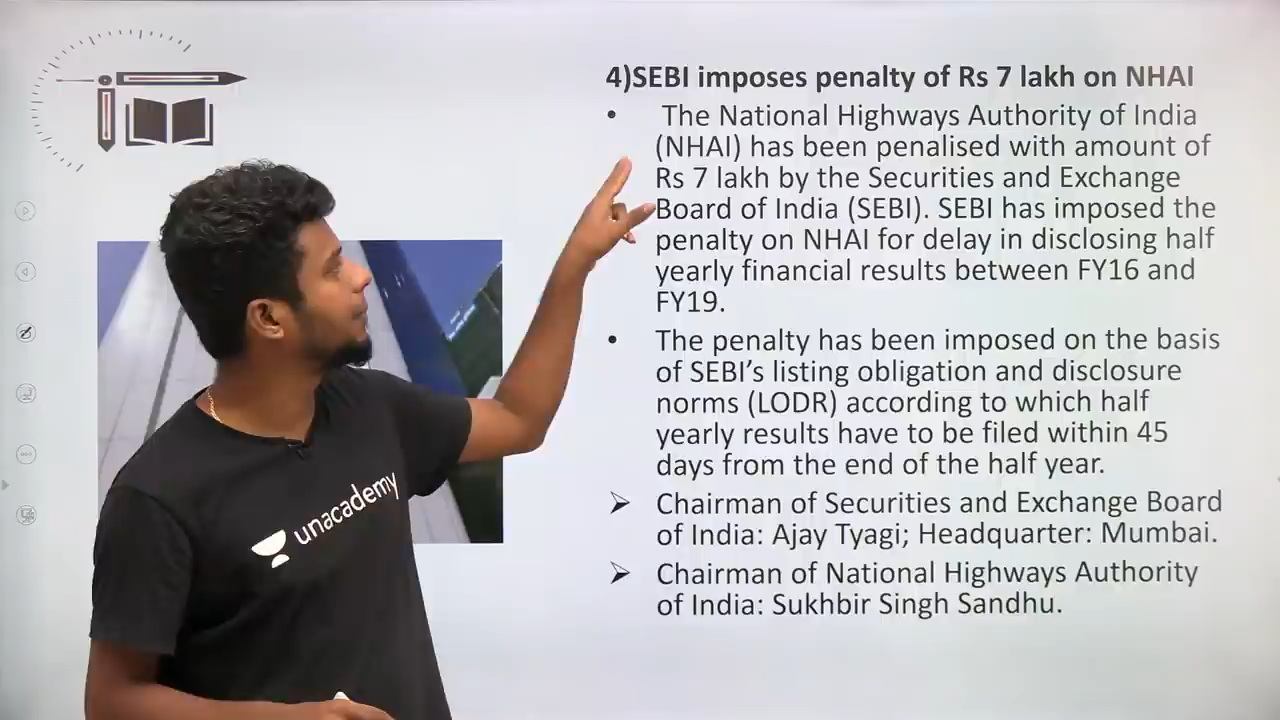 4)SEBI imposes penalty of Rs 7 lakh on NHAI
• The National Highways Authority of India
(NHAI) has been penalised with amount of
Rs 7 lakh by the Securities and Exchange
Board of India (SEBI). SEBI has imposed the
penalty on NHAI for delay in disclosing half
yearly financial results between FY16 and
FY19.
• The penalty has been imposed on the basis
of SEBI’s listing obligation and disclosure
norms (LODR) according to which half
yearly results have to be filed within 45
days from the end of the half year.
➢ Chairman of Securities and Exchange Board
of India: Ajay Tyagi; Headquarter: Mumbai.
➢ Chairman of National Highways Authority
of India: Sukhbir Singh Sandhu.
unacademy